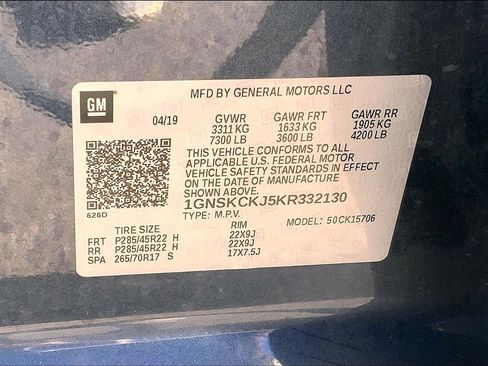 GM
MFD BY GENERAL MOTORS LLC
04/19 GVWR GAWR FRT GAWR RR
3311 KG 1633 KG 1905 KG
7300 LB 3600 LB 4200 LB
THIS VEHICLE CONFORMS TO ALL
APPLICABLE U.S. FEDERAL MOTOR
VEHICLE SAFETY STANDARDS IN EFFECT
ON THE DATE OF MANUFACTURE
SHOWN ABOVE.
1GNSKCKJ5KR332130
626D
TYPE: M.P.V. MODEL: 50CK15706
TIRE SIZE RIM
FRT P285/45R22 H 22X9J
RR P285/45R22 H 22X9J
SPA 265/70R17 S 17X7.5J